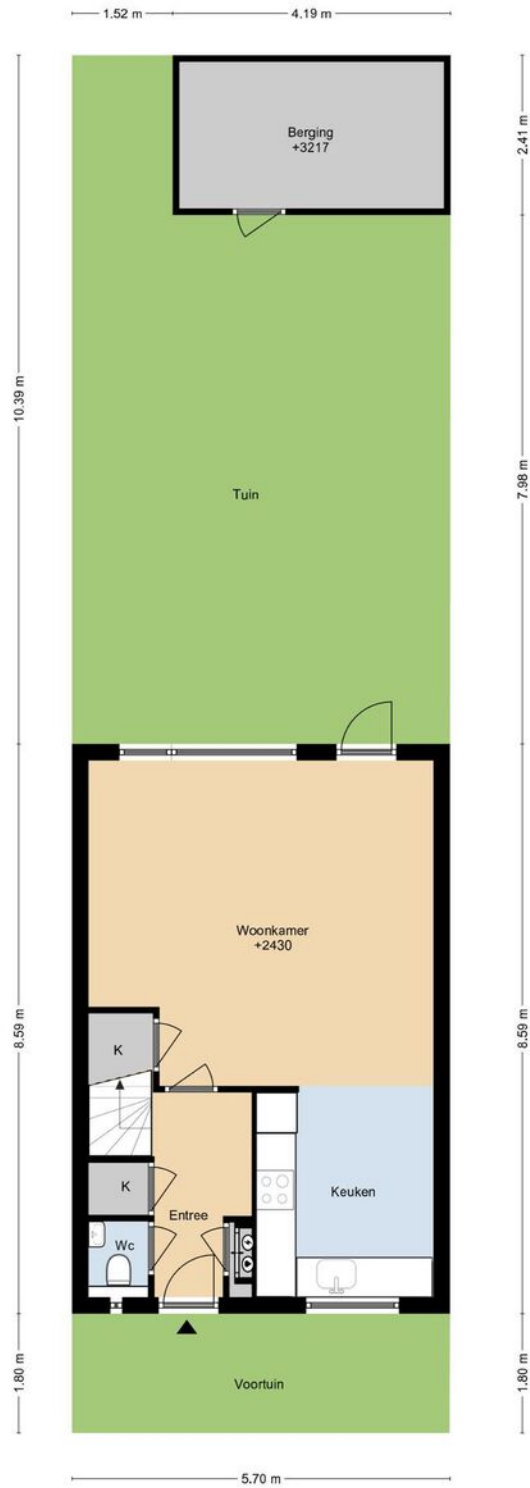 1.52 m
4.19 m
Berging
+3217
2.41 m
10.39 m
7.98 m
Tuin
Woonkamer
+2430
8.59 m
8.59 m
K
K
Keuken
Entree
Wc
1.80 m
1.80 m
Voortuin
5.70 m